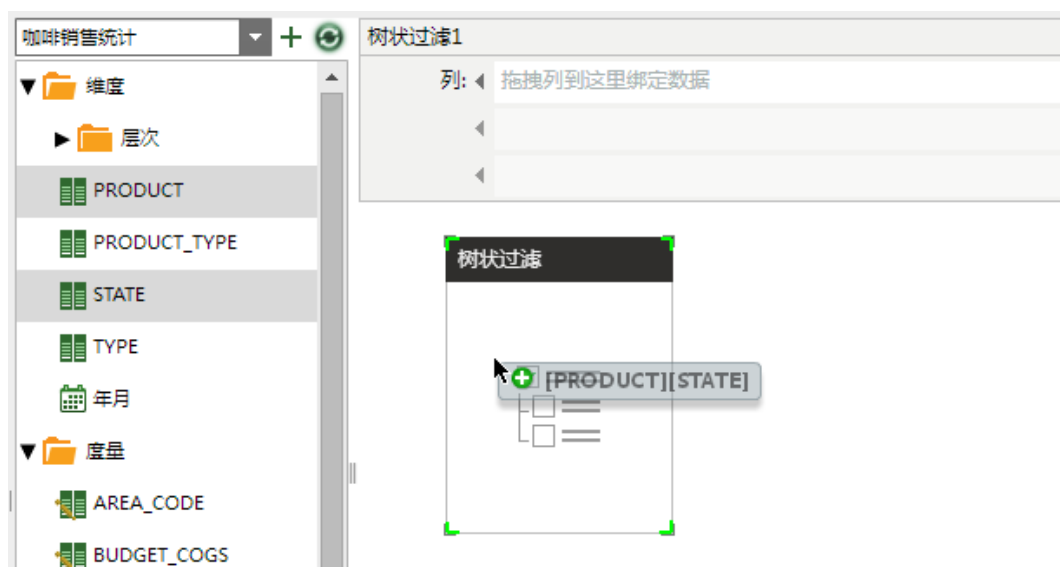 咖啡销售统计
维度
层次
PRODUCT
PRODUCT_TYPE
STATE
TYPE
年月
度量
AREA_CODE
BUDGET_COGS
树状过滤1
列:
拖拽列到这里绑定数据
树状过滤
[PRODUCT][STATE]